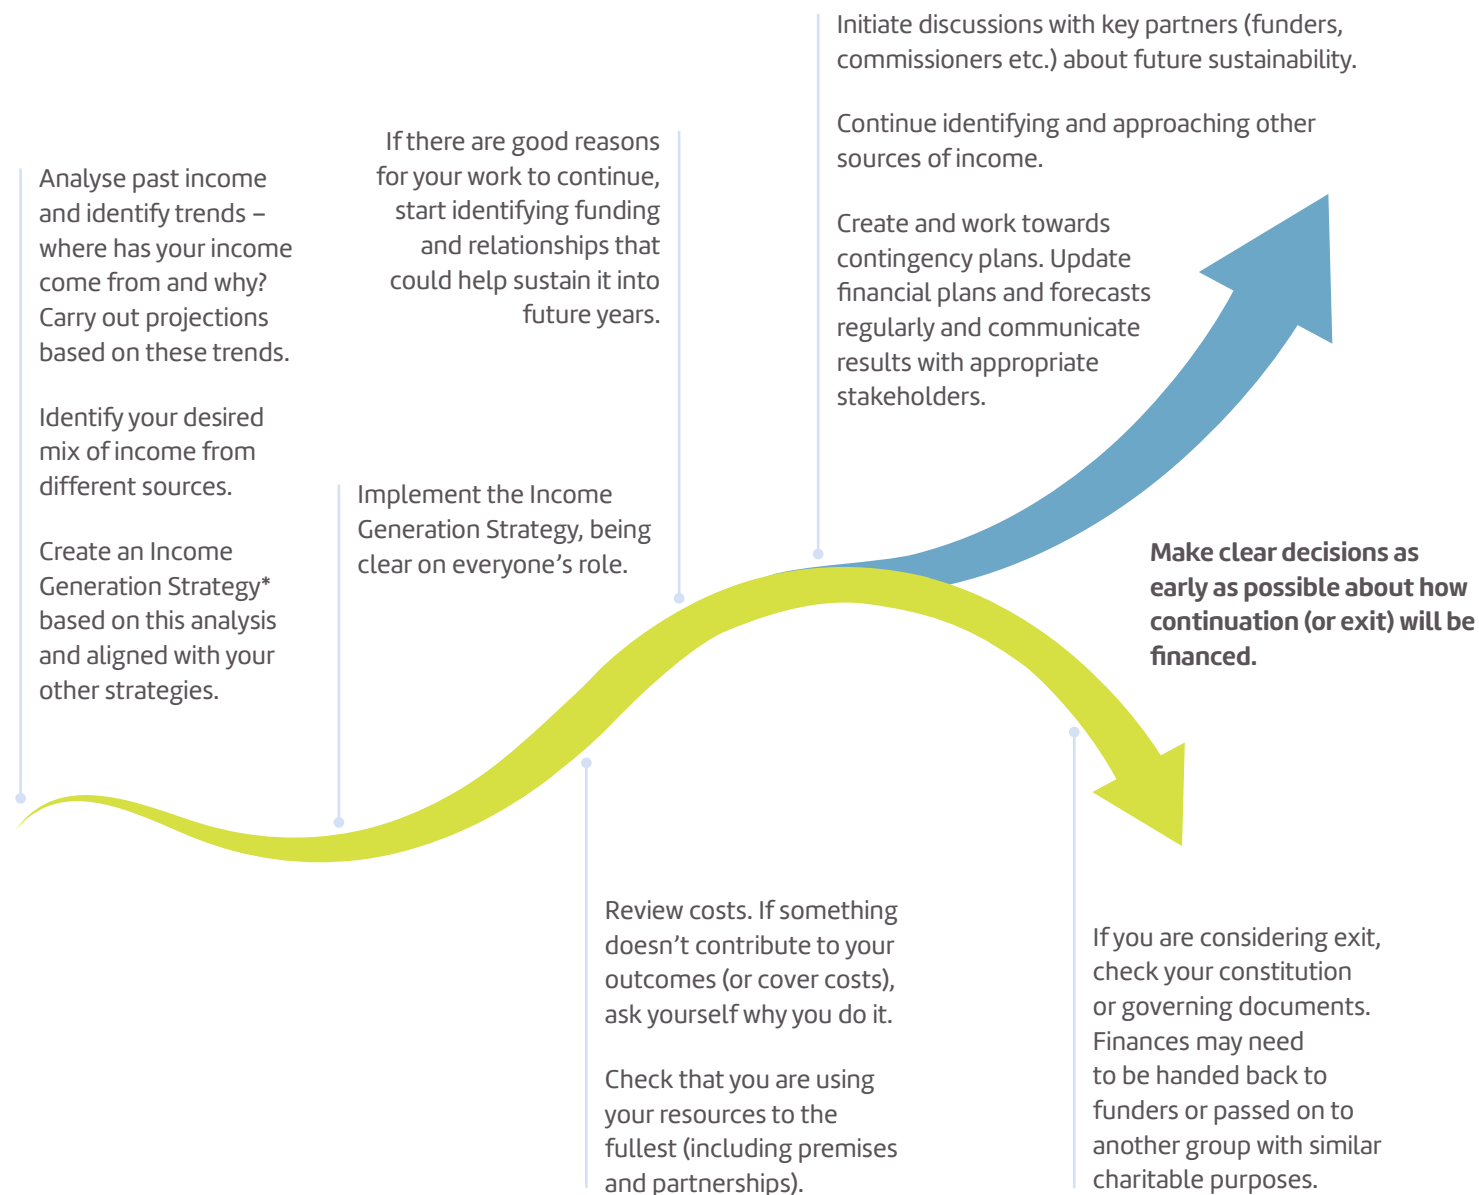 Analyse past income
and identify trends –
where has your income
come from and why?
Carry out projections
based on these trends.
Identify your desired
mix of income from
different sources.
Create an Income
Generation Strategy*
based on this analysis
and aligned with your
other strategies.
Implement the Income
Generation Strategy, being
clear on everyone’s role.
If there are good reasons
for your work to continue,
start identifying funding
and relationships that
could help sustain it into
future years.
Review costs. If something
doesn’t contribute to your
outcomes (or cover costs),
ask yourself why you do it.
Check that you are using
your resources to the
fullest (including premises
and partnerships).
Initiate discussions with key partners (funders,
commissioners etc.) about future sustainability.
Continue identifying and approaching other
sources of income.
Create and work towards
contingency plans. Update
financial plans and forecasts
regularly and communicate
results with appropriate
stakeholders.
Make clear decisions as
early as possible about how
continuation (or exit) will be
financed.
If you are considering exit,
check your constitution
or governing documents.
Finances may need
to be handed back to
funders or passed on to
another group with similar
charitable purposes.